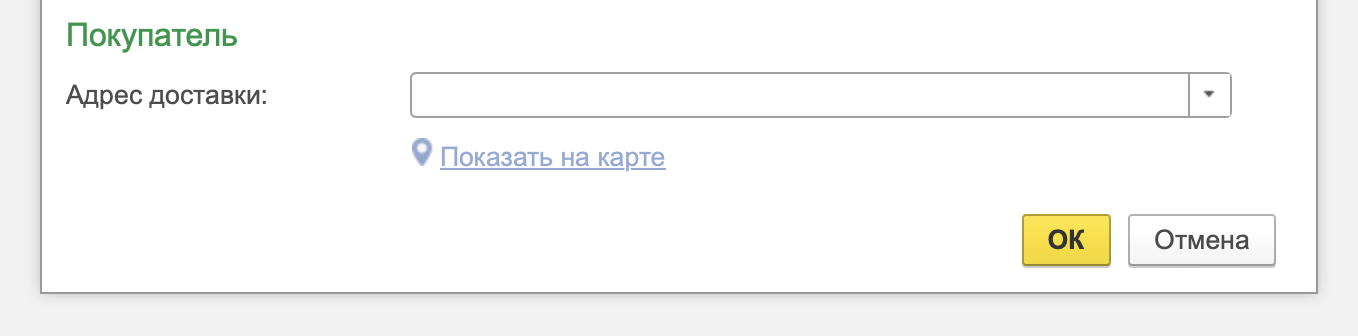 Покупатель
Адрес доставки:
Показать на карте
ОК
Отмена